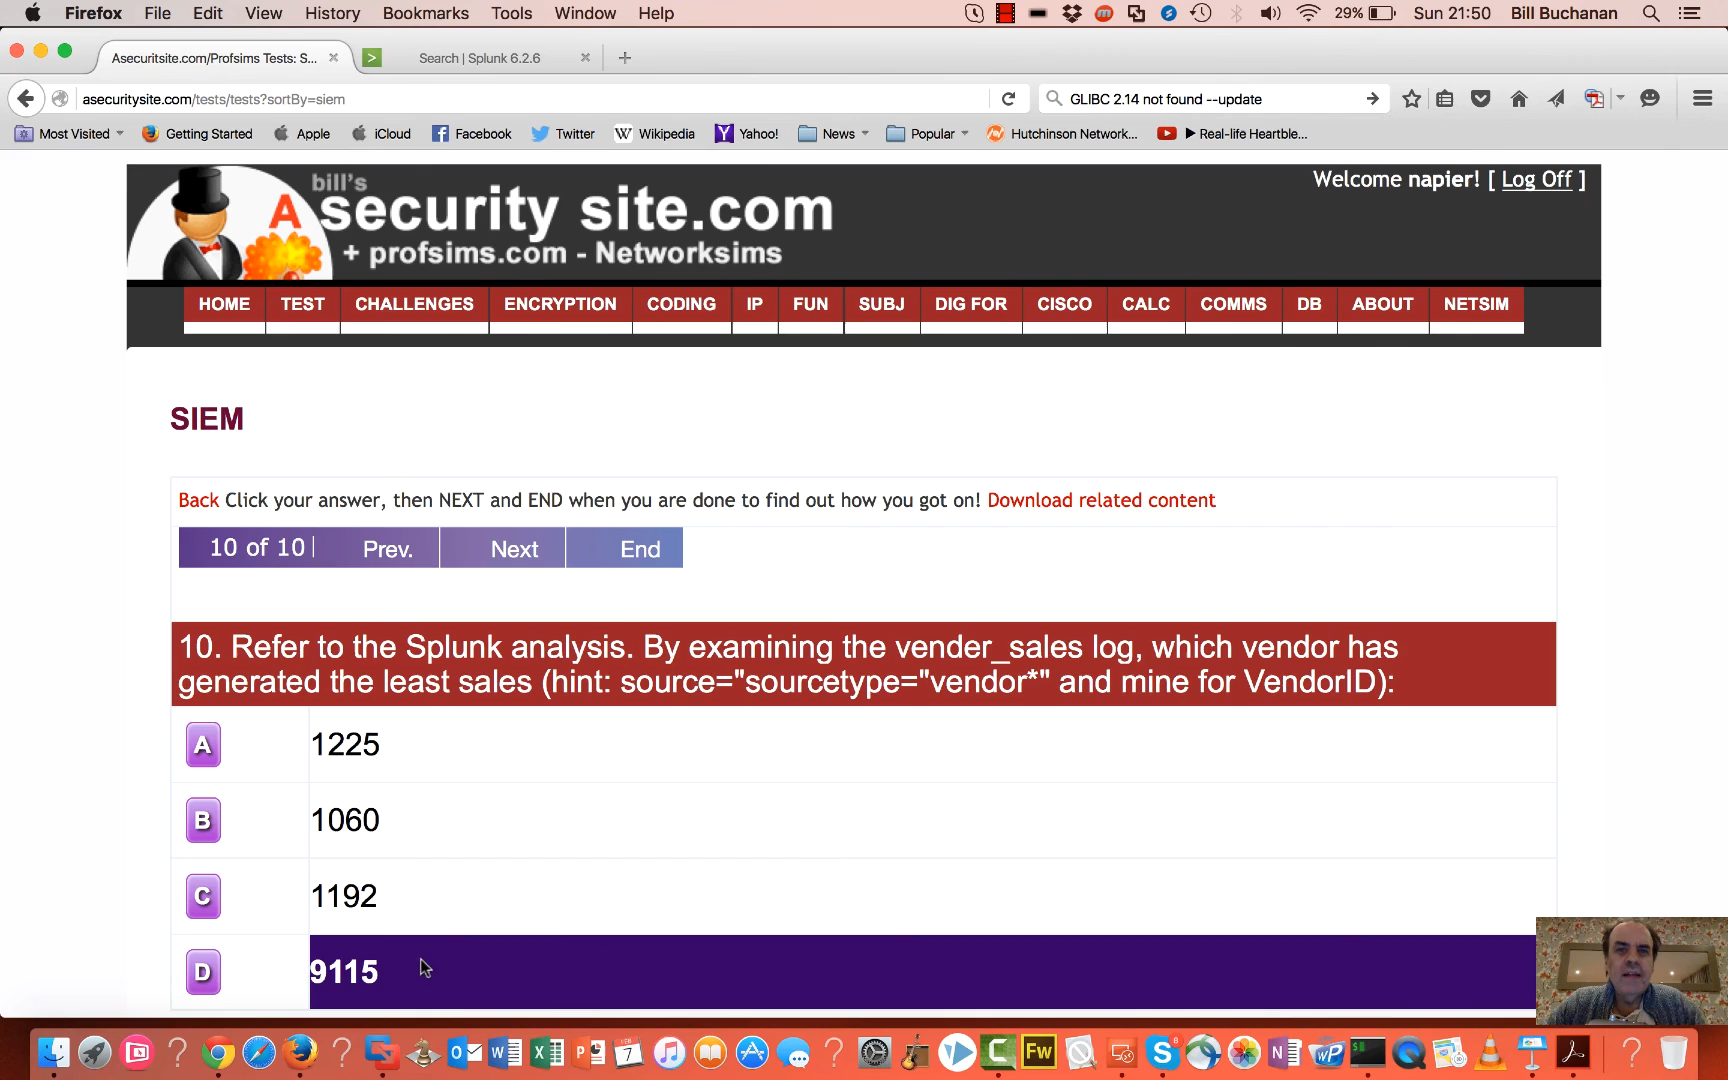 Firefox File Edit View History Bookmarks Tools Window Help 29% Sun 21:50 Bill Buchanan
Asecuritsite.com/Profsims Tests: S... Search | Splunk 6.2.6
asecuritysite.com/tests/tests?sortBy=siem GLIBC 2.14 not found --update
Most Visited Getting Started Apple iCloud Facebook Twitter Wikipedia Yahoo! News Popular Hutchinson Network... ▶ Real-life Heartble...
bill's
A security site.com
+ profsims.com - Networksims
Welcome napier! [ Log Off ]
HOME TEST CHALLENGES ENCRYPTION CODING IP FUN SUBJ DIG FOR CISCO CALC COMMS DB ABOUT NETSIM
SIEM
Back Click your answer, then NEXT and END when you are done to find out how you got on! Download related content
10 of 10| Prev. Next End
10. Refer to the Splunk analysis. By examining the vender_sales log, which vendor has
generated the least sales (hint: source="sourcetype="vendor*" and mine for VendorID):
A 1225
B 1060
C 1192
D 9115